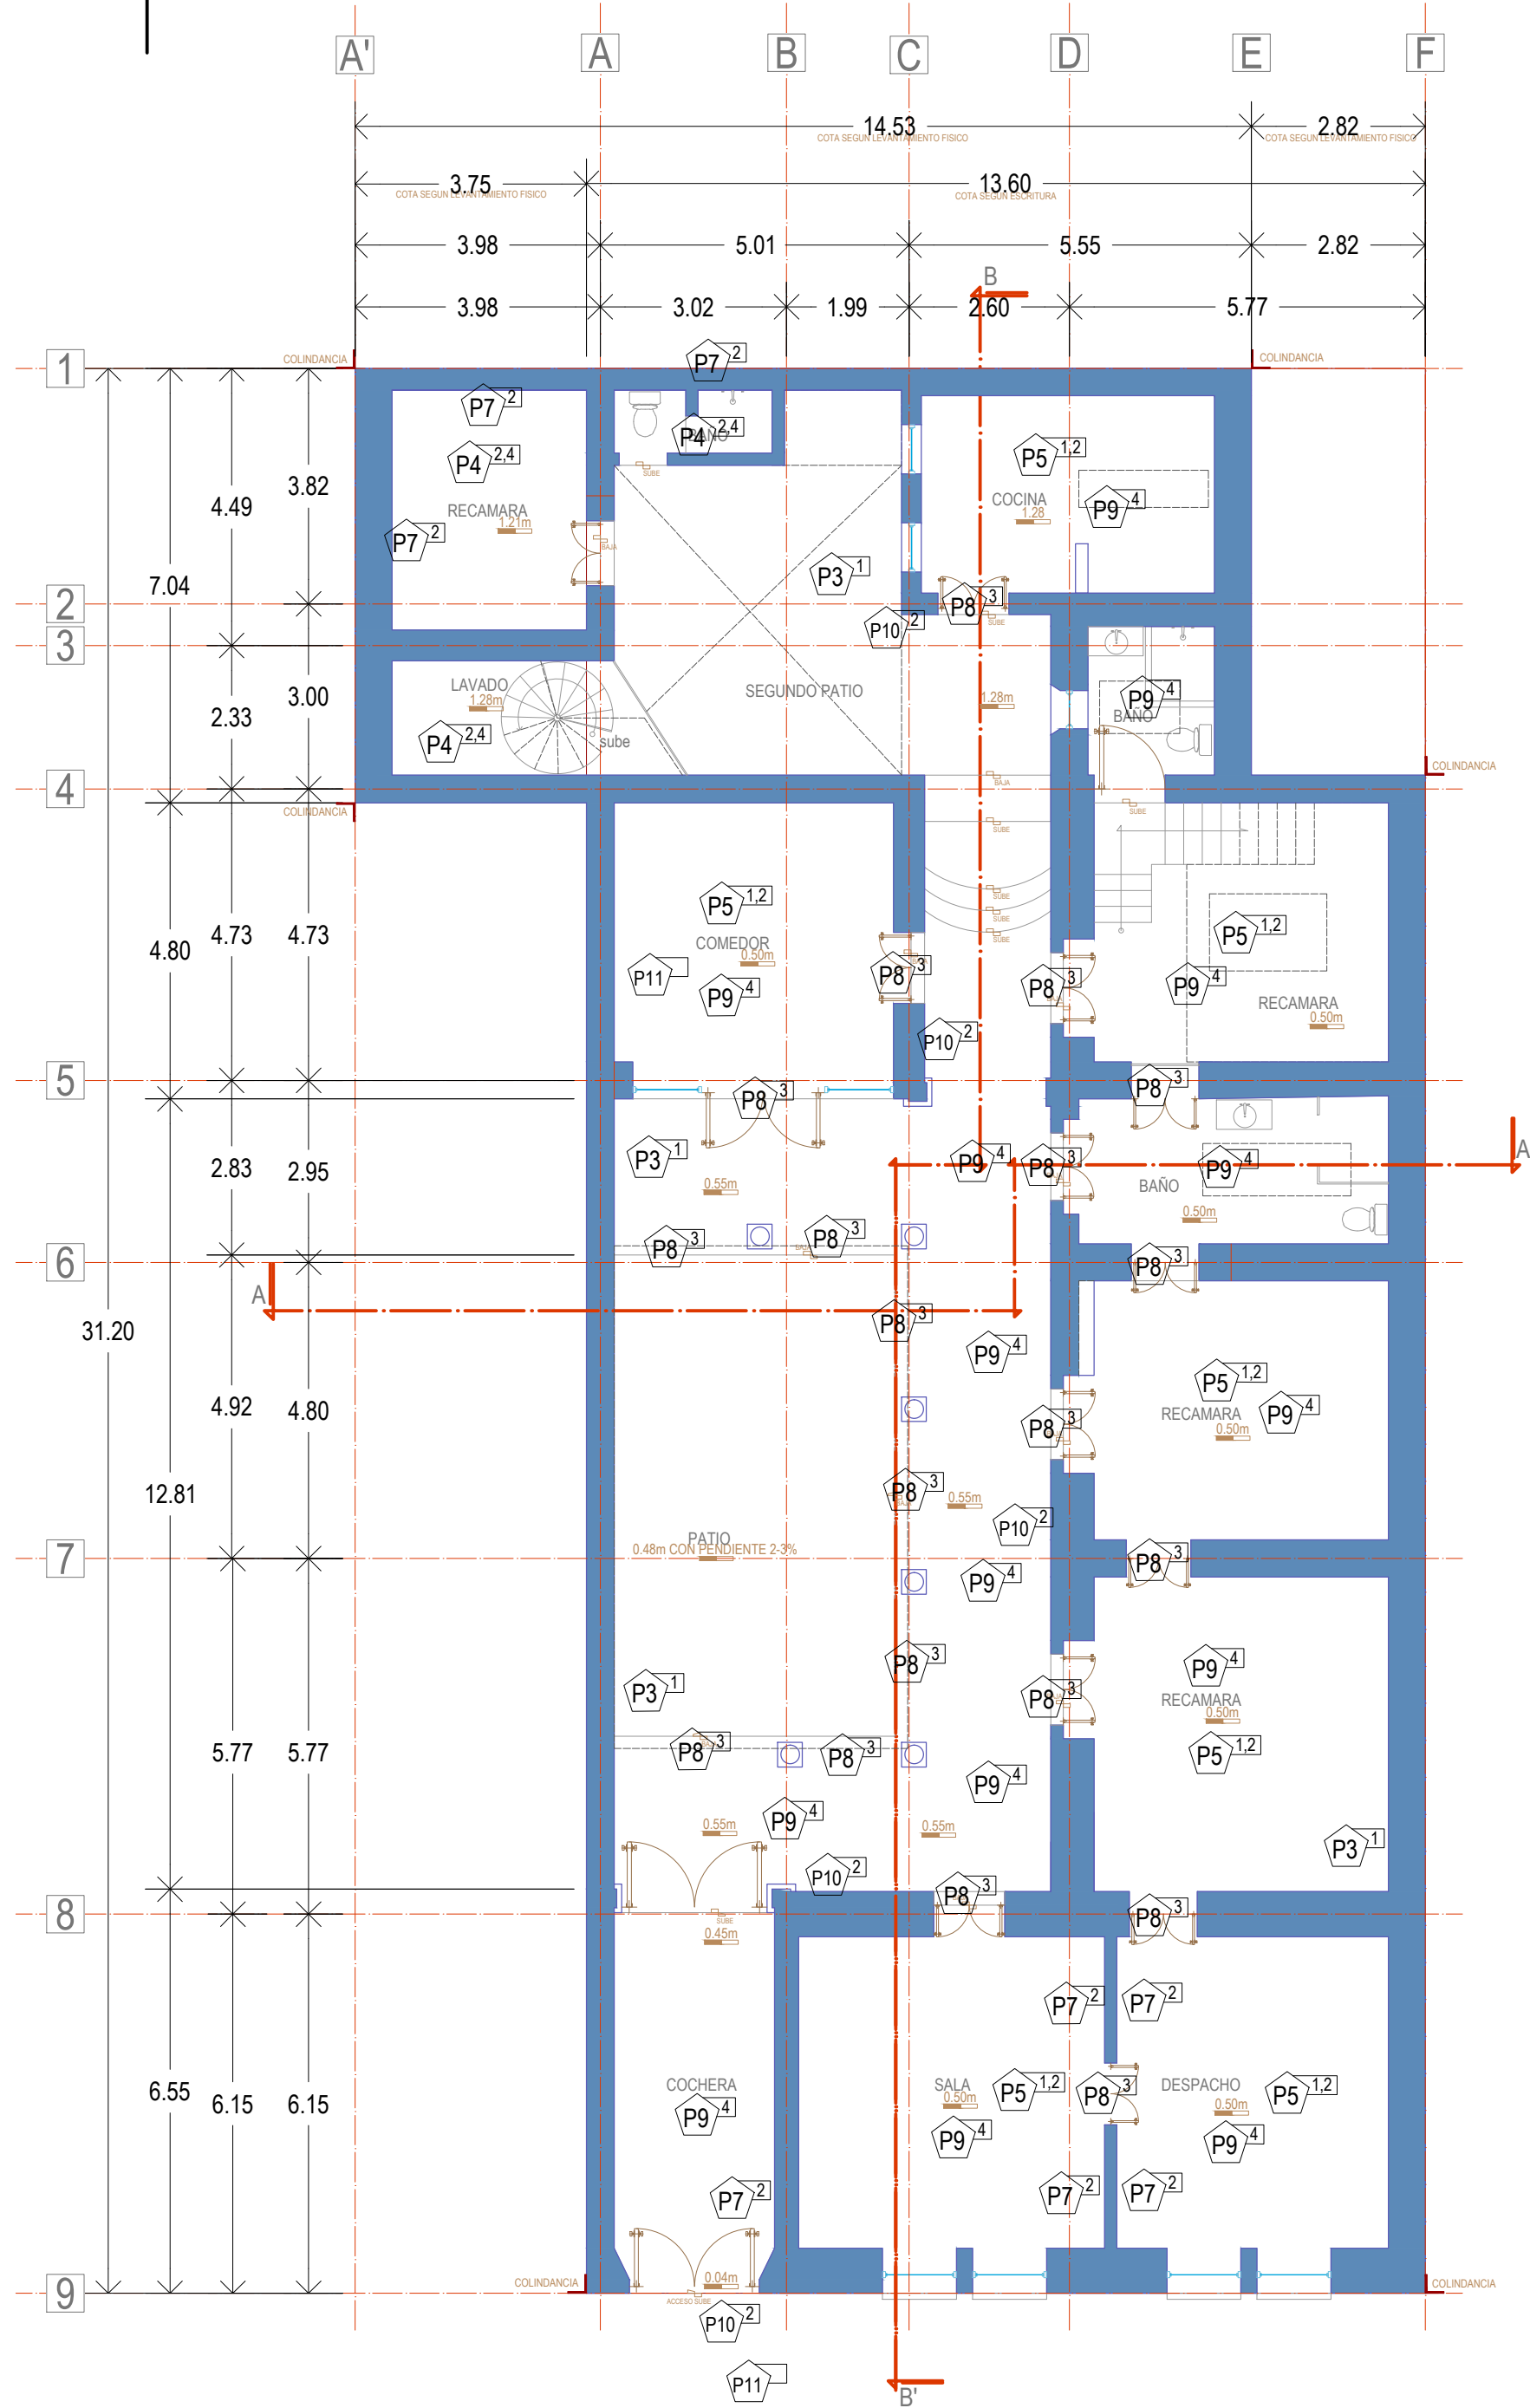 A' A B C D E F
14.53 2.82
COTA SEGUN LEVANTAMIENTO FISICO COTA SEGUN LEVANTAMIENTO FISICO
3.75 13.60
COTA SEGUN LEVANTAMIENTO FISICO COTA SEGUN ESCRITURA
3.98 5.01 5.55 2.82
B
3.98 3.02 1.99 2.60 5.77
COLINDANCIA P7 2 COLINDANCIA
1
P7 2
P4 2,4 BAÑO
P4 2,4 P5 1,2
SUBE
3.82
4.49 COCINA P9 4
RECAMARA 1.28
1.21m
P7 2 BAJA
7.04 P3 1
2 P8 3
P10 2 SUBE
3
LAVADO SEGUNDO PATIO P9 4
1.28m 1.28m
3.00
2.33 BAÑO
P4 2,4 sube
COLINDANCIA
4 BAJA
COLINDANCIA SUBE
SUBE
P5 1,2 SUBE
SUBE
4.80 4.73 4.73 COMEDOR SUBE P5 1,2
0.50m
P11 P8 3
P9 4 P8 3 P9 4 RECAMARA
0.50m
P10 2
5 P8 3 P8 3
P3 1 P9 4 P8 3 P9 4 A
2.83 2.95
0.55m BAÑO
0.50m
P8 3 P8 3
6 P8 3
A
31.20 P8 3
P9 4
P5 1,2
4.92 4.80 P8 3 RECAMARA P9 4
0.50m
12.81 P8 3 0.55m
BAJA
P10 2
PATIO
0.48m CON PENDIENTE 2-3%
7 P8 3
P9 4
P8 3 P9 4
P3 1 P8 3 RECAMARA
0.50m
5.77 5.77 P8 3 P8 3 P5 1,2
P9 4
P9 4 0.55m 0.55m P3 1
P10 2
P8 3
8 P8 3
SUBE
0.45m
P7 2 P7 2
6.55 6.15 6.15 COCHERA SALA P5 1,2 P8 3 DESPACHO P5 1,2
0.50m 0.50m
P9 4 P9 4 P9 4
P7 2 P7 2 P7 2
9 COLINDANCIA 0.04m COLINDANCIA
ACCESO SUBE
P10 2
P11
B'